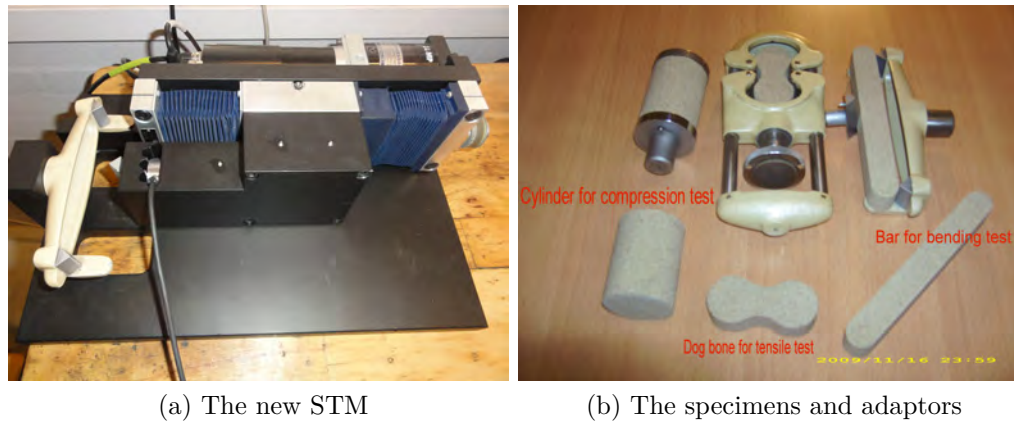 Cylinder for compression test
Bar for bending test
Dog bone for tensile test
2009/11/16 23:59
(a) The new STM
(b) The specimens and adaptors